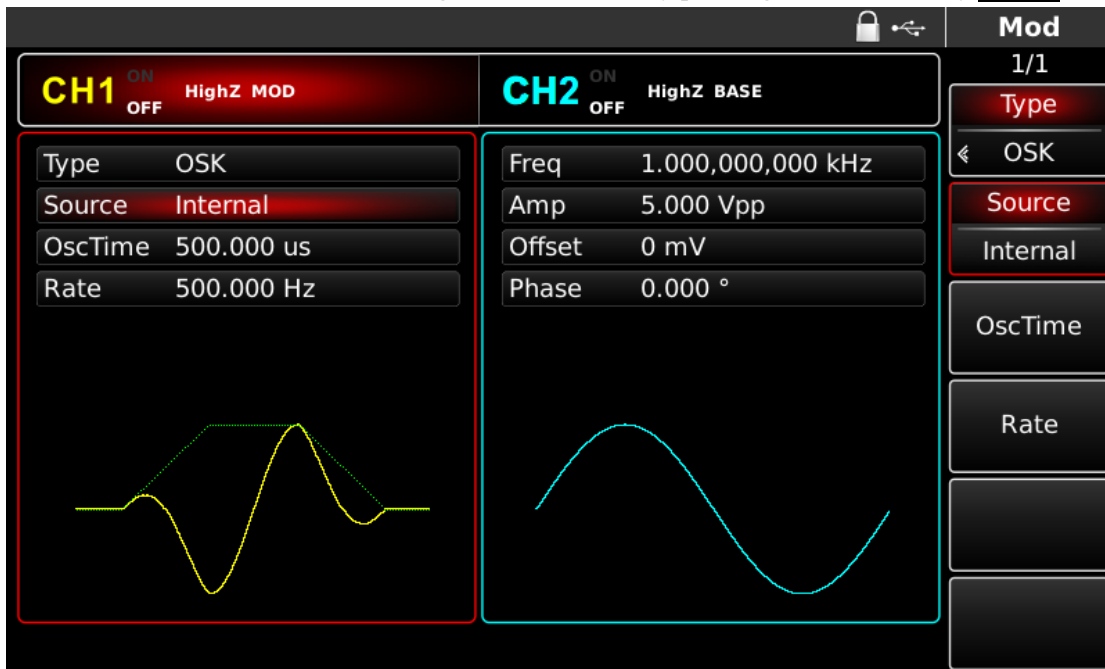 Mod
1/1
CH1 ON OFF HighZ MOD
CH2 ON OFF HighZ BASE
Type OSK
Source Internal
OscTime 500.000 us
Rate 500.000 Hz
Freq 1.000,000,000 kHz
Amp 5.000 Vpp
Offset 0 mV
Phase 0.000 °
Type
OSK
Source
Internal
OscTime
Rate